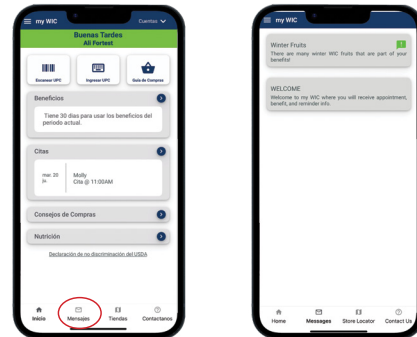 my WIC
Cuentas
Buenas Tardes
Ali Fortest
Escanear UPC
Ingresar UPC
Guía de Compras
Beneficios
Tiene 30 días para usar los beneficios del
periodo actual.
Citas
mar. 20
ju.
Molly
Cita @ 11:00AM
Consejos de Compras
Nutrición
Declaración de no discriminación del USDA
Inicio
Mensajes
Tiendas
Contactanos
my WIC
Winter Fruits
There are many winter WIC fruits that are part of your
benefits!
WELCOME
Welcome to my WIC where you will receive appointment,
benefit, and reminder info.
Home
Messages
Store Locator
Contact Us